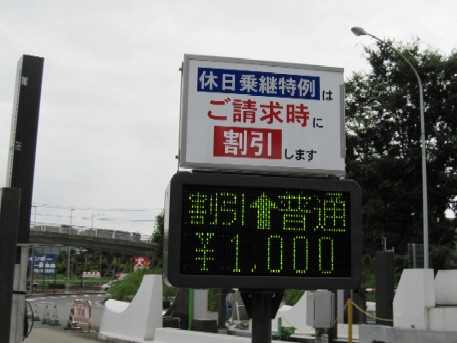 休日乗継特例は
ご請求時に
割引します
割引↑普通
¥1,000